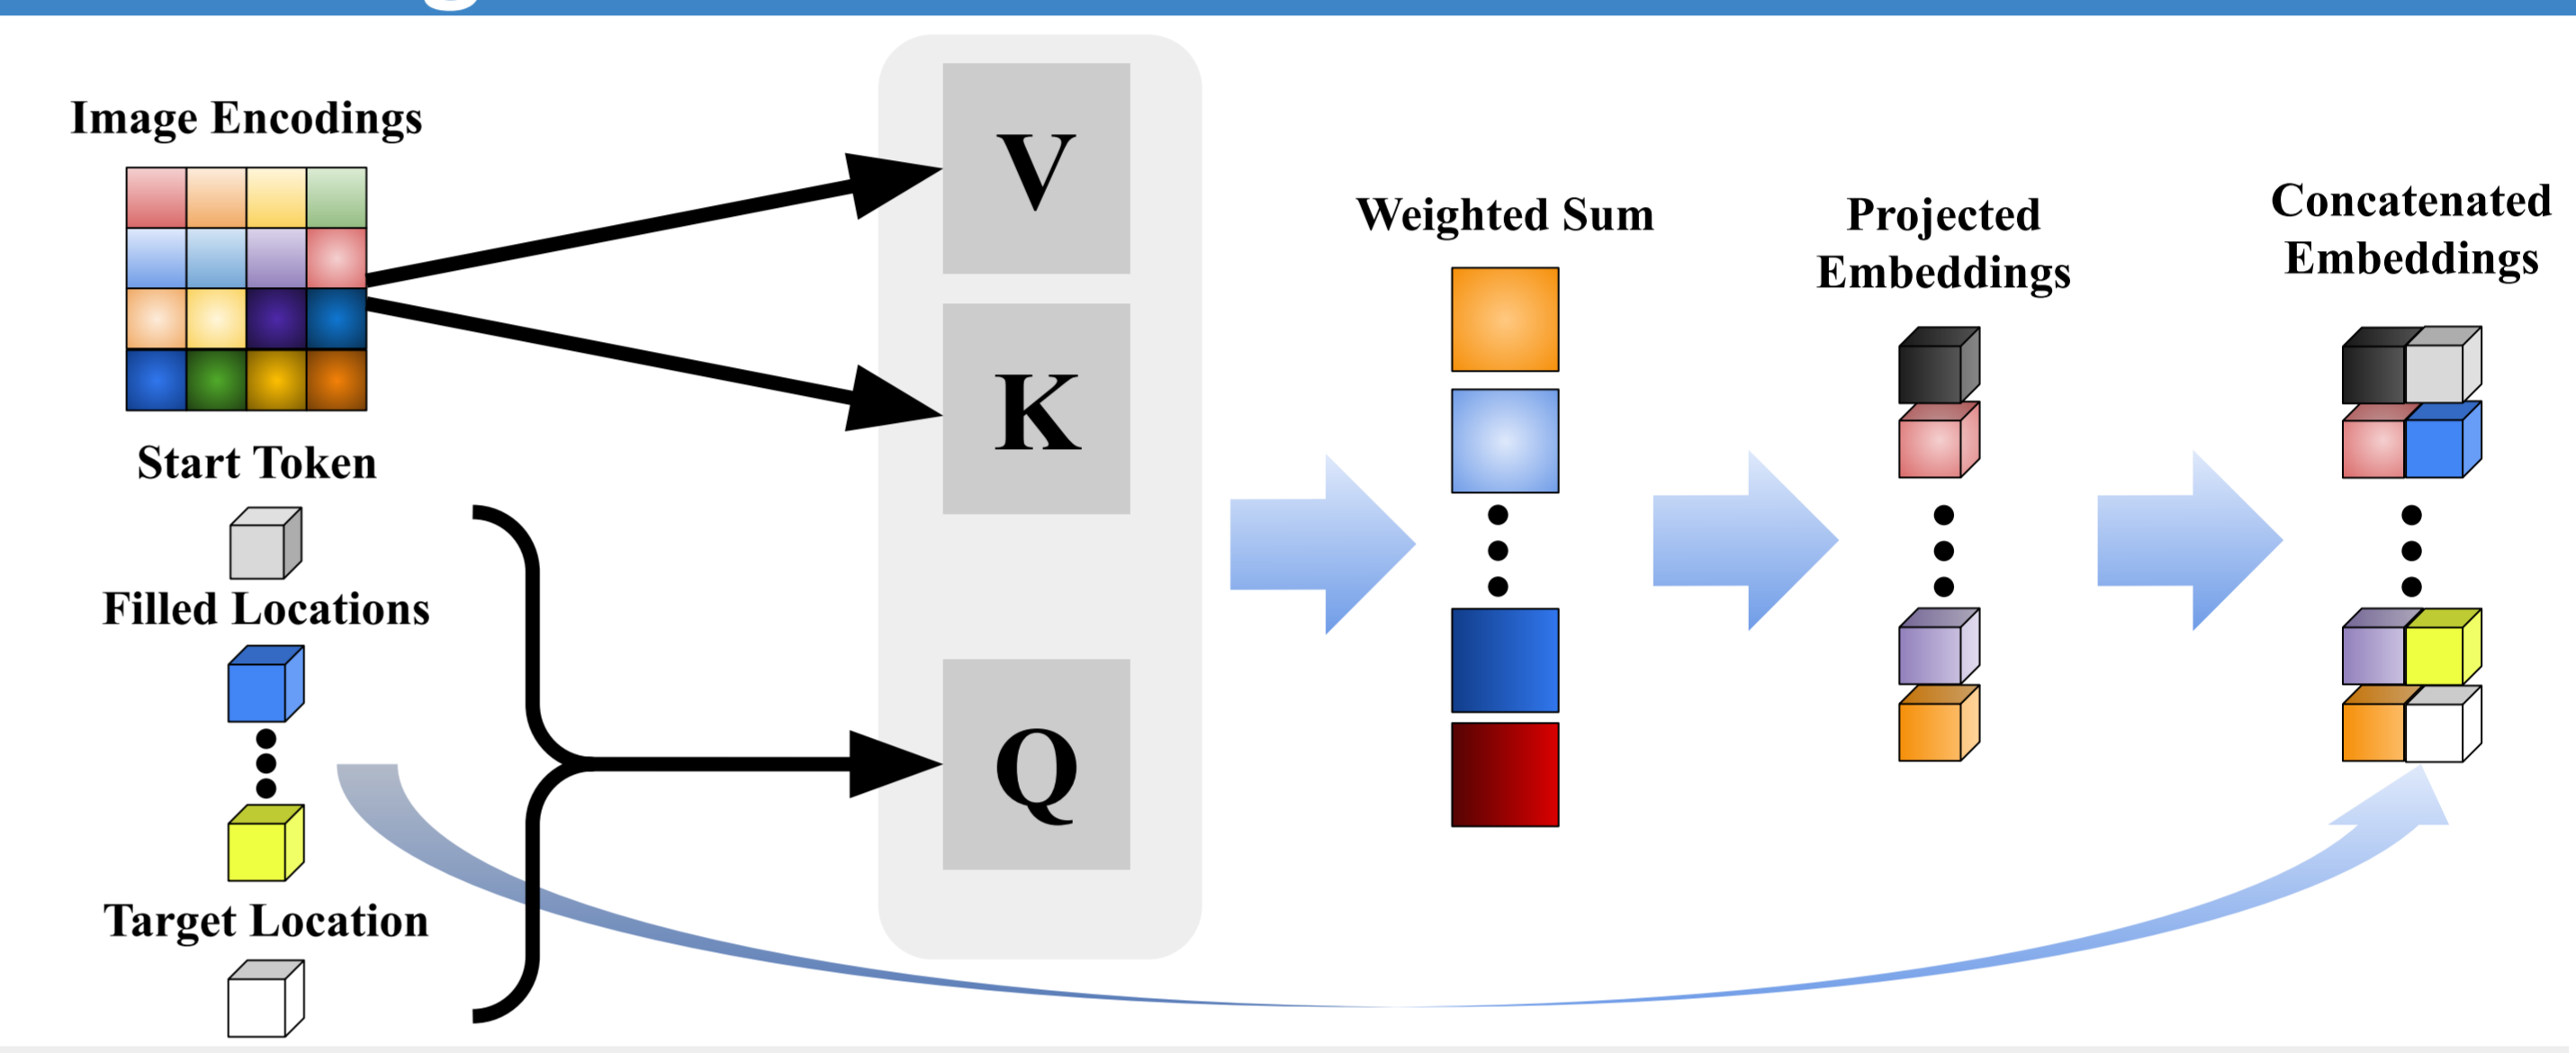 Image Encodings
Start Token
Filled Locations
Target Location
V
K
Q
Weighted Sum
Projected
Embeddings
Concatenated
Embeddings